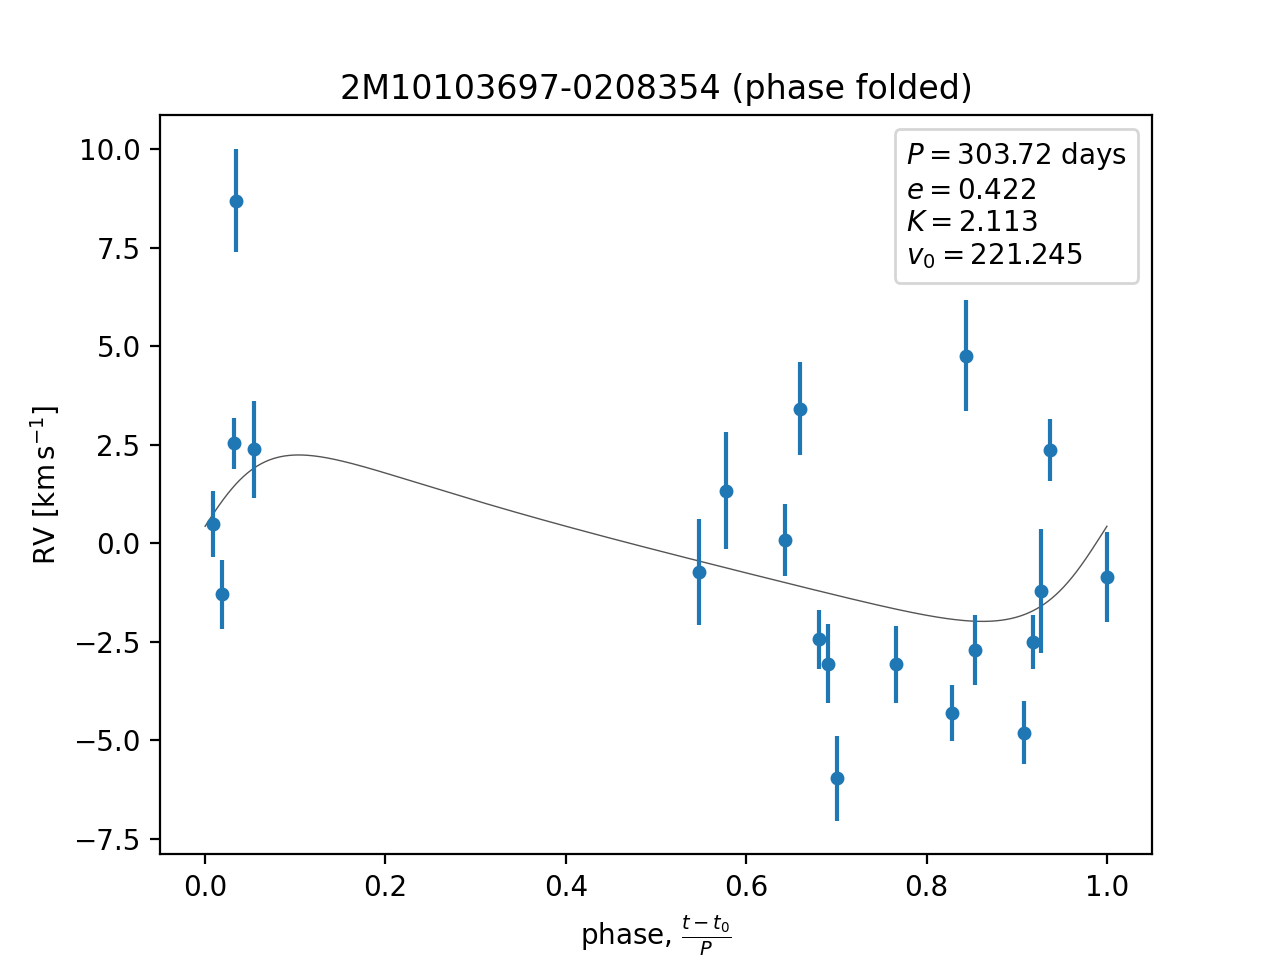 2M10103697-0208354 (phase folded)
P = 303.72 days
e = 0.422
K = 2.113
v₀ = 221.245
RV [km s⁻¹]
10.0
7.5
5.0
2.5
0.0
−2.5
−5.0
−7.5
0.0 0.2 0.4 0.6 0.8 1.0
phase, (t − t₀)/P